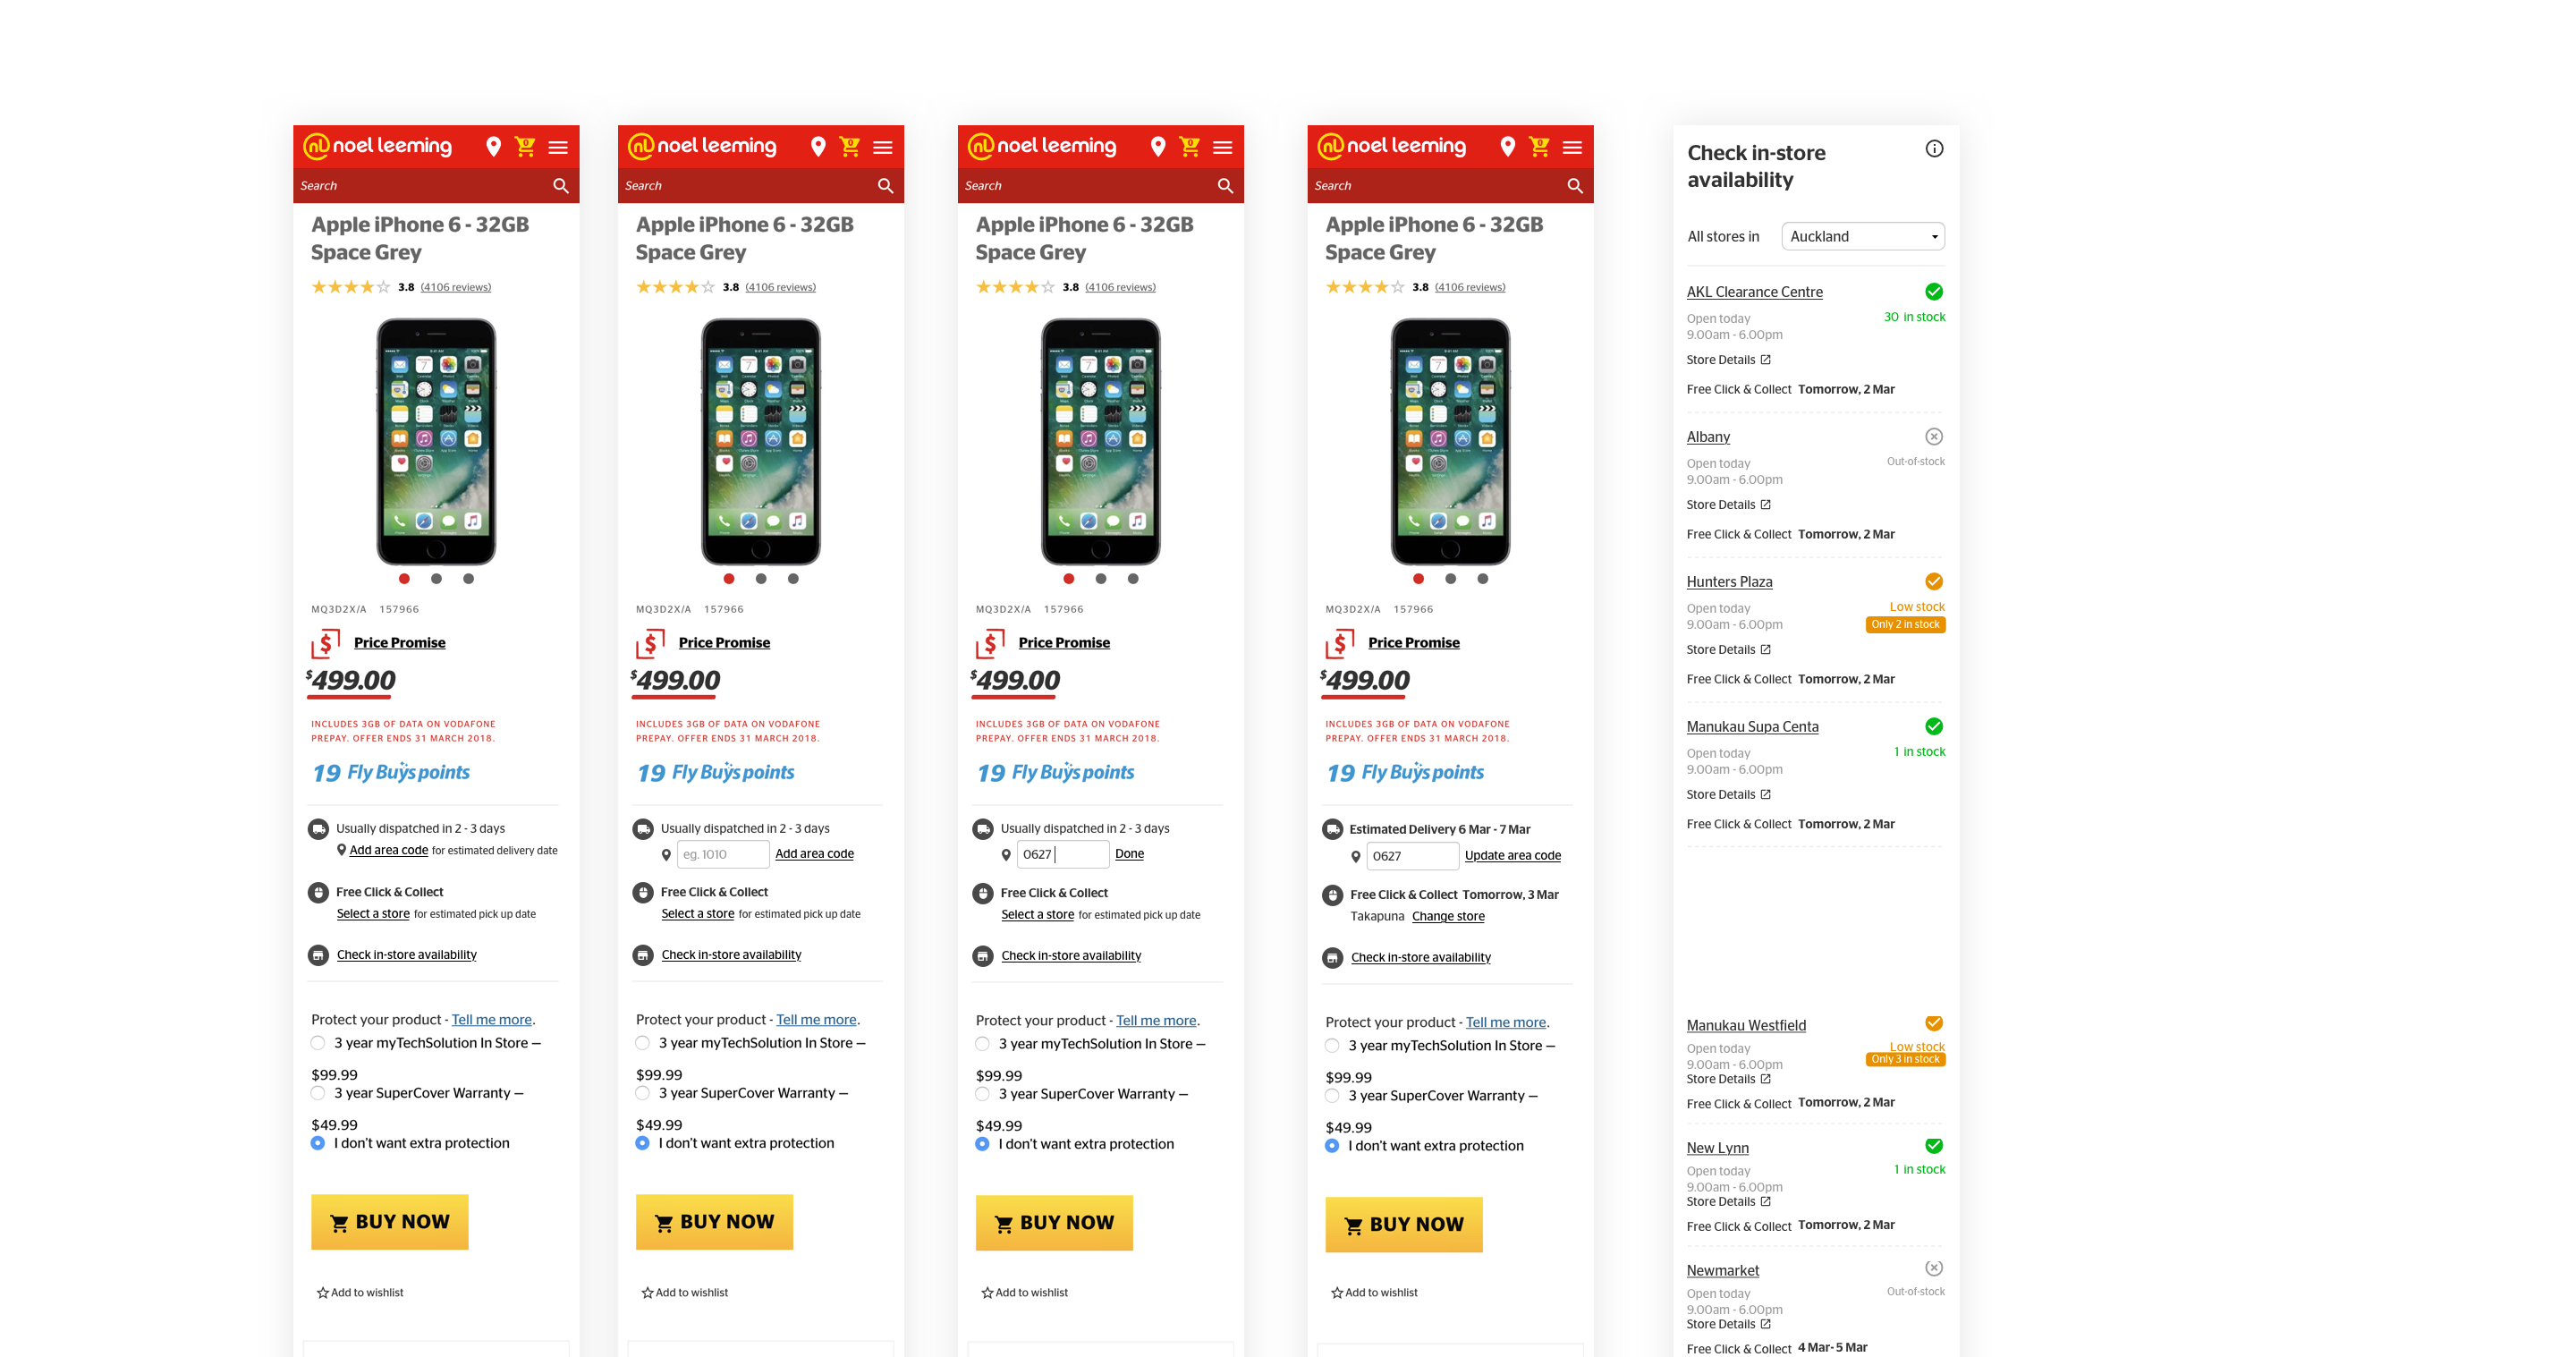 noel leeming
0
Search
Apple iPhone 6 - 32GB
Space Grey
3.8 (4106 reviews)
MQ3D2X/A 157966
Price Promise
$499.00
INCLUDES 3GB OF DATA ON VODAFONE
PREPAY. OFFER ENDS 31 MARCH 2018.
19 Fly Buys points
Usually dispatched in 2 - 3 days
Add area code for estimated delivery date
Free Click & Collect
Select a store for estimated pick up date
Check in-store availability
Protect your product - Tell me more.
3 year myTechSolution In Store –
$99.99
3 year SuperCover Warranty –
$49.99
I don't want extra protection
BUY NOW
Add to wishlist
noel leeming
0
Search
Apple iPhone 6 - 32GB
Space Grey
3.8 (4106 reviews)
MQ3D2X/A 157966
Price Promise
$499.00
INCLUDES 3GB OF DATA ON VODAFONE
PREPAY. OFFER ENDS 31 MARCH 2018.
19 Fly Buys points
Usually dispatched in 2 - 3 days
eg. 1010 Add area code
Free Click & Collect
Select a store for estimated pick up date
Check in-store availability
Protect your product - Tell me more.
3 year myTechSolution In Store –
$99.99
3 year SuperCover Warranty –
$49.99
I don't want extra protection
BUY NOW
Add to wishlist
noel leeming
0
Search
Apple iPhone 6 - 32GB
Space Grey
3.8 (4106 reviews)
MQ3D2X/A 157966
Price Promise
$499.00
INCLUDES 3GB OF DATA ON VODAFONE
PREPAY. OFFER ENDS 31 MARCH 2018.
19 Fly Buys points
Usually dispatched in 2 - 3 days
0627 Done
Free Click & Collect
Select a store for estimated pick up date
Check in-store availability
Protect your product - Tell me more.
3 year myTechSolution In Store –
$99.99
3 year SuperCover Warranty –
$49.99
I don't want extra protection
BUY NOW
Add to wishlist
noel leeming
0
Search
Apple iPhone 6 - 32GB
Space Grey
3.8 (4106 reviews)
MQ3D2X/A 157966
Price Promise
$499.00
INCLUDES 3GB OF DATA ON VODAFONE
PREPAY. OFFER ENDS 31 MARCH 2018.
19 Fly Buys points
Estimated Delivery 6 Mar - 7 Mar
0627 Update area code
Free Click & Collect Tomorrow, 3 Mar
Takapuna Change store
Check in-store availability
Protect your product - Tell me more.
3 year myTechSolution In Store –
$99.99
3 year SuperCover Warranty –
$49.99
I don't want extra protection
BUY NOW
Add to wishlist
Check in-store
availability
All stores in Auckland
AKL Clearance Centre
Open today 30 in stock
9.00am - 6.00pm
Store Details
Free Click & Collect Tomorrow, 2 Mar
Albany
Open today Out-of-stock
9.00am - 6.00pm
Store Details
Free Click & Collect Tomorrow, 2 Mar
Hunters Plaza
Open today Low stock
9.00am - 6.00pm Only 2 in stock
Store Details
Free Click & Collect Tomorrow, 2 Mar
Manukau Supa Centa
Open today 1 in stock
9.00am - 6.00pm
Store Details
Free Click & Collect Tomorrow, 2 Mar
Manukau Westfield
Open today Low stock
9.00am - 6.00pm Only 3 in stock
Store Details
Free Click & Collect Tomorrow, 2 Mar
New Lynn
Open today 1 in stock
9.00am - 6.00pm
Store Details
Free Click & Collect Tomorrow, 2 Mar
Newmarket
Open today Out-of-stock
9.00am - 6.00pm
Store Details
Free Click & Collect 4 Mar- 5 Mar